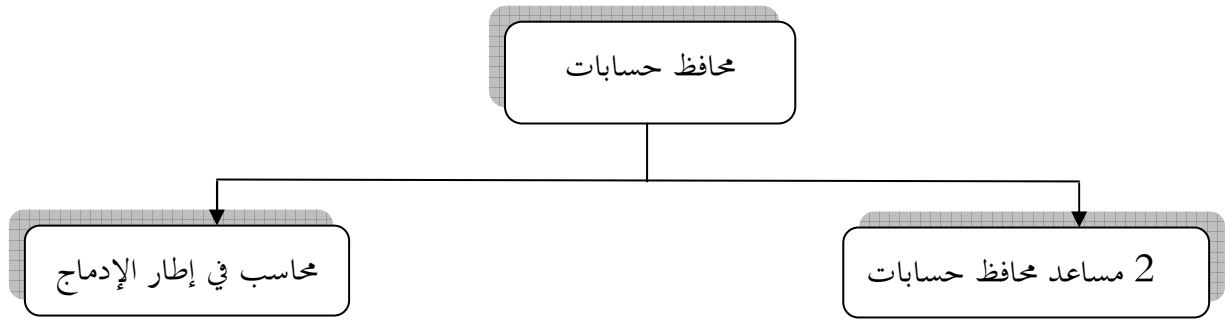 محافظ حسابات
2 مساعد محافظ حسابات
محاسب في إطار الإدماج